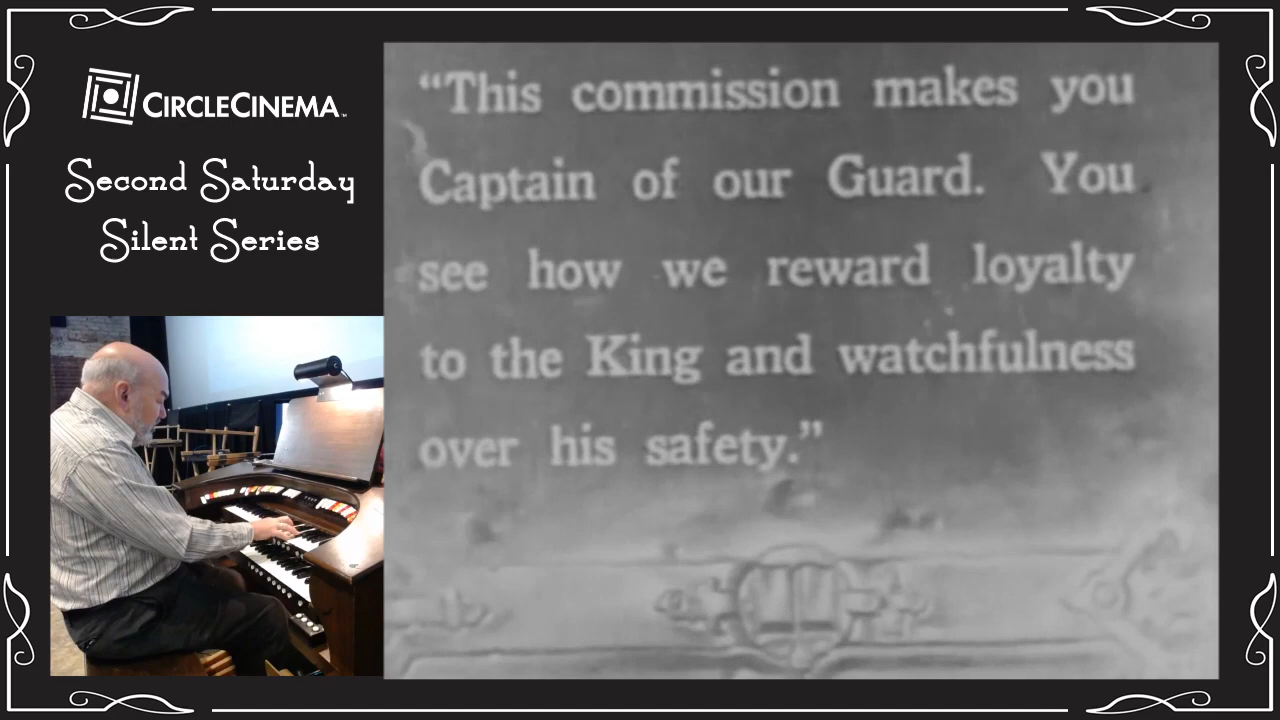 CIRCLECINEMA™
Second Saturday
Silent Series
“This commission makes you
Captain of our Guard. You
see how we reward loyalty
to the King and watchfulness
over his safety.”